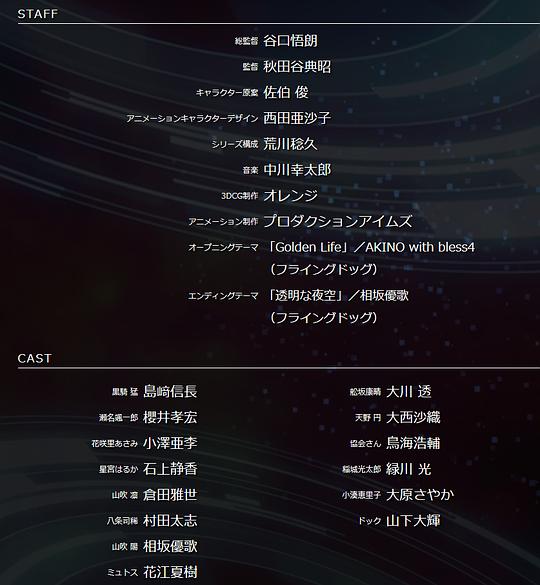 STAFF
総監督 谷口悟朗
監督 秋田谷典昭
キャラクター原案 佐伯 俊
アニメーションキャラクターデザイン 西田亜沙子
シリーズ構成 荒川稔久
音楽 中川幸太郎
3DCG制作 オレンジ
アニメーション制作 プロダクションアイムズ
オープニングテーマ 「Golden Life」／AKINO with bless4
（フライングドッグ）
エンディングテーマ 「透明な夜空」／相坂優歌
（フライングドッグ）
CAST
黒騎 猛 島﨑信長
瀬名颯一郎 櫻井孝宏
花咲里あさみ 小澤亜李
星宮はるか 石上静香
山吹 凛 倉田雅世
八条司稀 村田太志
山吹 陽 相坂優歌
ミュトス 花江夏樹
舩坂康晴 大川 透
天野 円 大西沙織
協会さん 鳥海浩輔
稲城光太郎 緑川 光
小湊恵里子 大原さやか
ドック 山下大輝